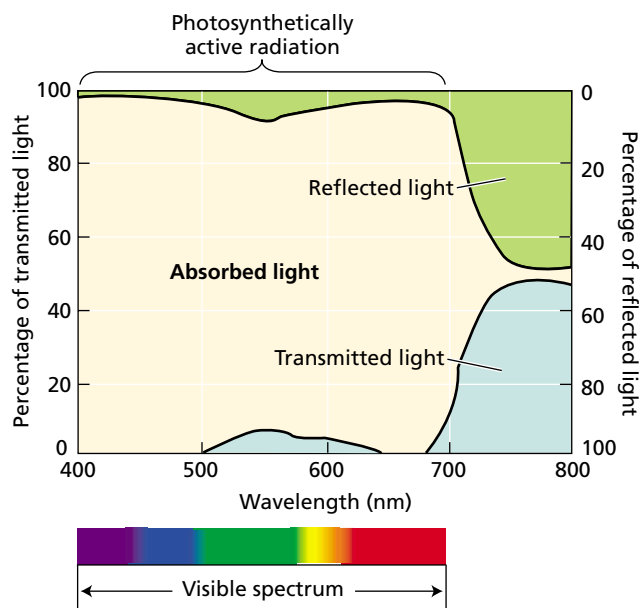 Photosynthetically
active radiation
Percentage of transmitted light
100
80
60
40
20
0
Reflected light
Absorbed light
Transmitted light
0
20
40
60
80
100
Percentage of reflected light
400
500
600
700
800
Wavelength (nm)
Visible spectrum